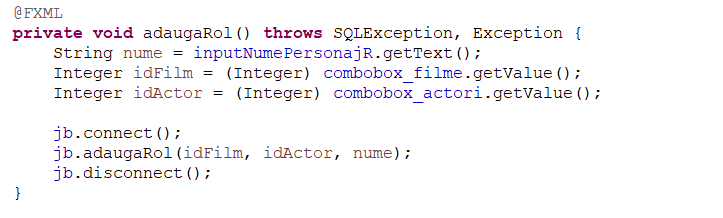 @FXML
private void adaugaRol() throws SQLException, Exception {
    String nume = inputNumePersonajR.getText();
    Integer idFilm = (Integer) combobox_filme.getValue();
    Integer idActor = (Integer) combobox_actori.getValue();

    jb.connect();
    jb.adaugaRol(idFilm, idActor, nume);
    jb.disconnect();
}